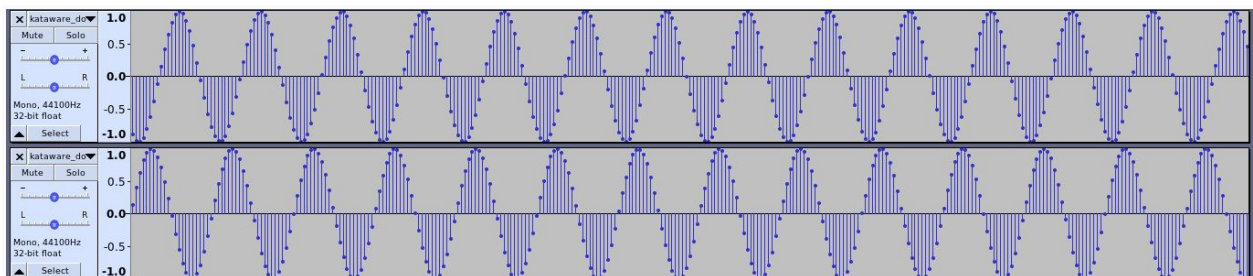 × kataware_do▼
Mute Solo
- +
L R
Mono, 44100Hz
32-bit float
▲ Select
1.0
0.5-
0.0-
-0.5-
-1.0
× kataware_do▼
Mute Solo
- +
L R
Mono, 44100Hz
32-bit float
▲ Select
1.0
0.5-
0.0-
-0.5-
-1.0